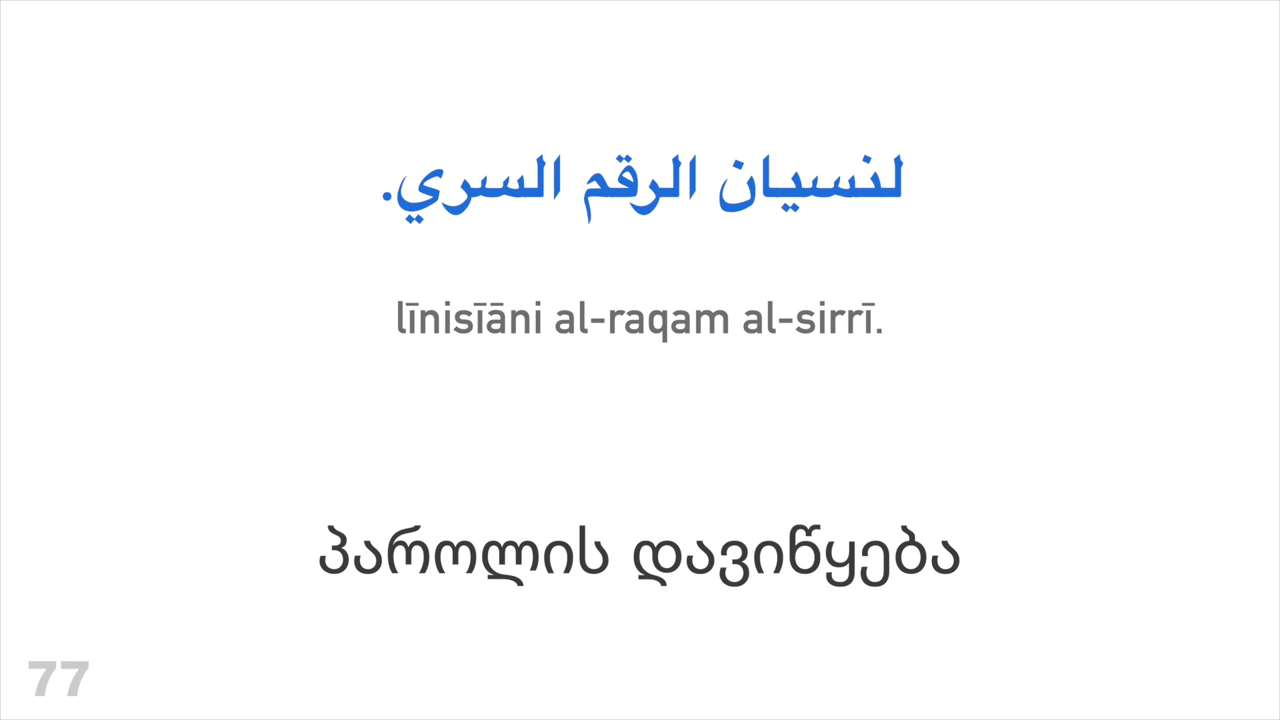 لنسيان الرقم السري.
līnisīāni al-raqam al-sirrī.
პაროლის დავიწყება
77